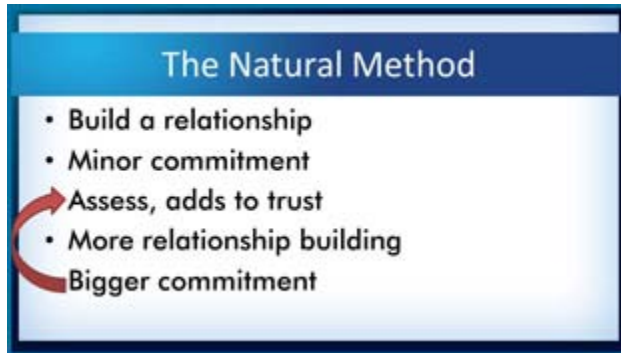 The Natural Method
• Build a relationship
• Minor commitment
Assess, adds to trust
• More relationship building
Bigger commitment